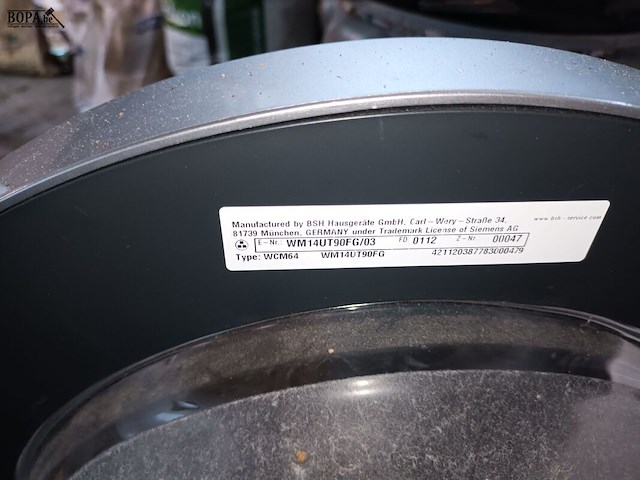 BOPA.be
Manufactured by BSH Hausgeräte GmbH, Carl-Wery-Straße 34,
81739 München, GERMANY under Trademark License of Siemens AG
www.bsh-service.com
E-Nr.: WM14UT90FG/03 FD 0112 Z-Nr. 00047
Type: WCM64 WM14UT90FG 421120387783000479